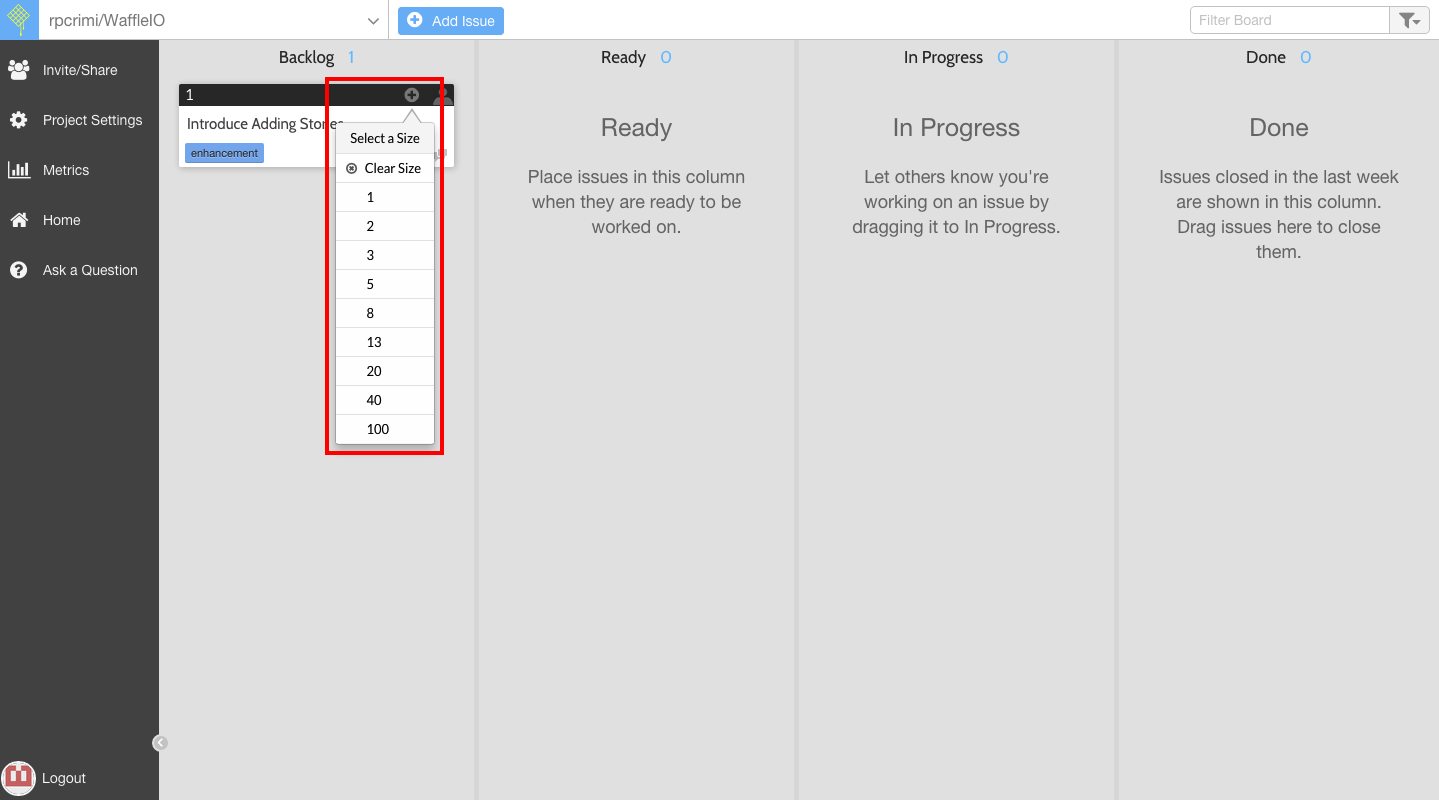 rpcrimi/WaffleIO
Add Issue
Filter Board
Invite/Share
Project Settings
Metrics
Home
Ask a Question
Logout
Backlog 1
1
Introduce Adding Stories
enhancement
Select a Size
Clear Size
1
2
3
5
8
13
20
40
100
Ready 0
Ready
Place issues in this column
when they are ready to be
worked on.
In Progress 0
In Progress
Let others know you're
working on an issue by
dragging it to In Progress.
Done 0
Done
Issues closed in the last week
are shown in this column.
Drag issues here to close
them.